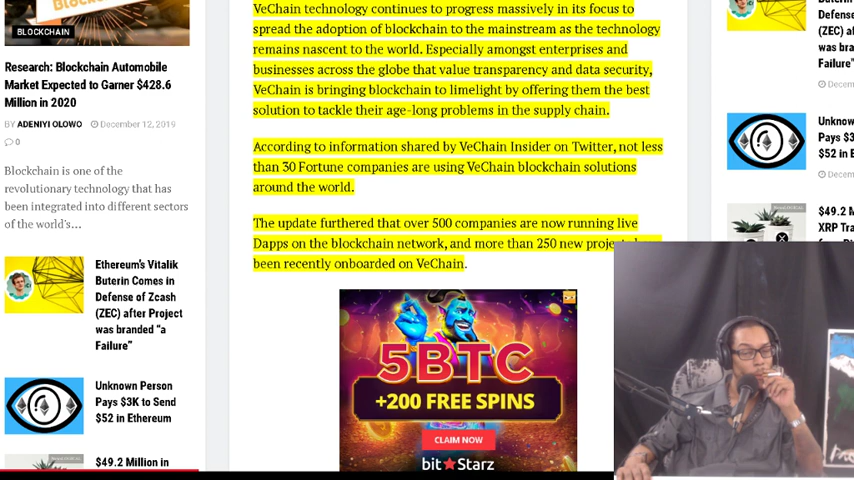 BLOCKCHAIN
Research: Blockchain Automobile
Market Expected to Garner $428.6
Million in 2020
BY ADENIYI OLOWO December 12, 2019
0
Blockchain is one of the
revolutionary technology that has
been integrated into different sectors
of the world's...
Ethereum's Vitalik
Buterin Comes in
Defense of Zcash
(ZEC) after Project
was branded "a
Failure"
Unknown Person
Pays $3K to Send
$52 in Ethereum
$49.2 Million in
VeChain technology continues to progress massively in its focus to
spread the adoption of blockchain to the mainstream as the technology
remains nascent to the world. Especially amongst enterprises and
businesses across the globe that value transparency and data security,
VeChain is bringing blockchain to limelight by offering them the best
solution to tackle their age-long problems in the supply chain.
According to information shared by VeChain Insider on Twitter, not less
than 30 Fortune companies are using VeChain blockchain solutions
around the world.
The update furthered that over 500 companies are now running live
Dapps on the blockchain network, and more than 250 new
been recently onboarded on VeChain.
5BTC
+200 FREE SPINS
CLAIM NOW
bit★Starz
Defense
(ZEC) af
was bra
Failure"
Decem
Unknow
Pays $3
$52 in E
Decem
$49.2 M
XRP Tra